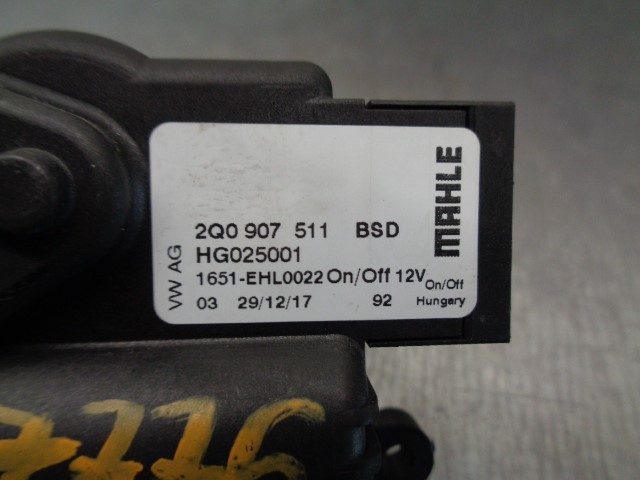 2Q0 907 511 BSD
HG025001
1651-EHL0022 On/Off 12V On/Off
03 29/12/17 92 Hungary
VW AG
MAHLE
7776